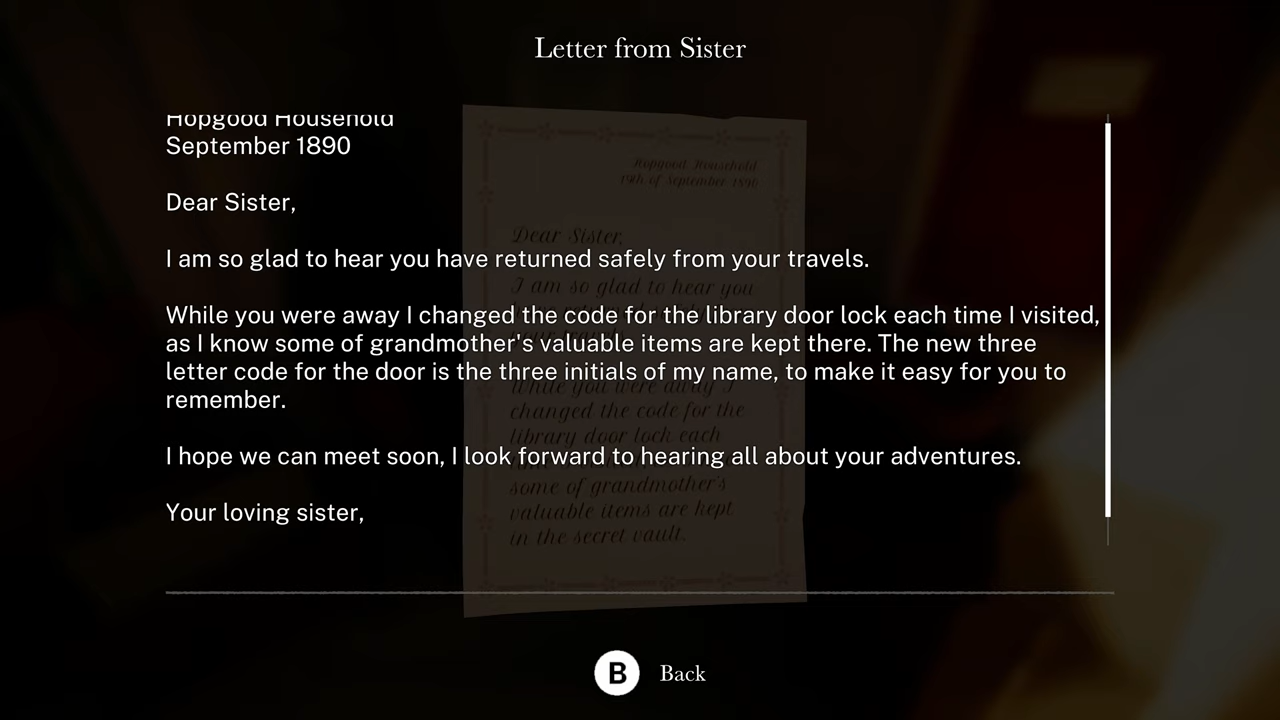 Letter from Sister
Hopgood Household
September 1890
Dear Sister,
I am so glad to hear you have returned safely from your travels.
While you were away I changed the code for the library door lock each time I visited,
as I know some of grandmother's valuable items are kept there. The new three
letter code for the door is the three initials of my name, to make it easy for you to
remember.
I hope we can meet soon, I look forward to hearing all about your adventures.
Your loving sister,
Hopgood Household
19th of September 1890
Dear Sister,
I am so glad to hear you
While you were away I
changed the code for the
library door lock each
some of grandmother's
valuable items are kept
in the secret vault.
B Back